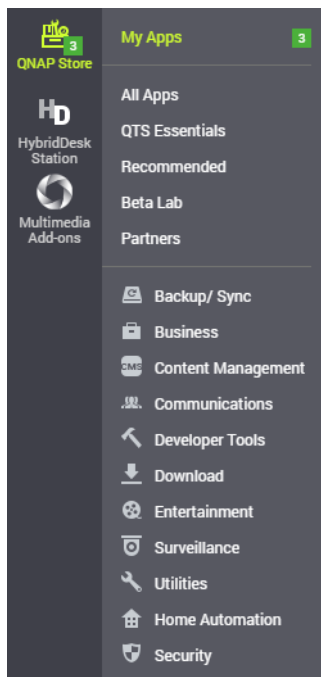 3
QNAP Store
HD
HybridDesk
Station
Multimedia
Add-ons
My Apps 3
All Apps
QTS Essentials
Recommended
Beta Lab
Partners
Backup/ Sync
Business
CMS Content Management
Communications
Developer Tools
Download
Entertainment
Surveillance
Utilities
Home Automation
Security